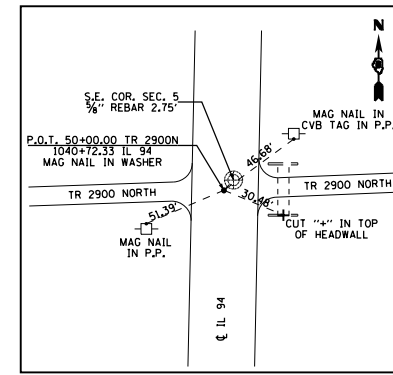 N
S.E. COR. SEC. 5
⅝" REBAR 2.75'
MAG NAIL IN
CVB TAG IN P.P.
46.68'
P.O.T. 50+00.00 TR 2900N
1040+72.33 IL 94
MAG NAIL IN WASHER
TR 2900 NORTH
TR 2900 NORTH
30.48'
51.39'
MAG NAIL
IN P.P.
CUT "+" IN TOP
OF HEADWALL
℄ IL 94